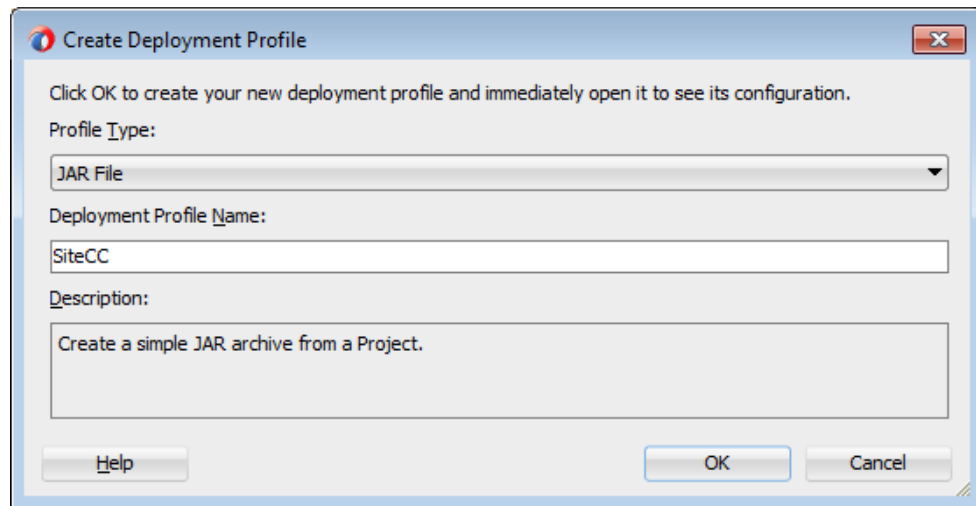 Create Deployment Profile
Click OK to create your new deployment profile and immediately open it to see its configuration.
Profile Type:
JAR File
Deployment Profile Name:
SiteCC
Description:
Create a simple JAR archive from a Project.
Help OK Cancel